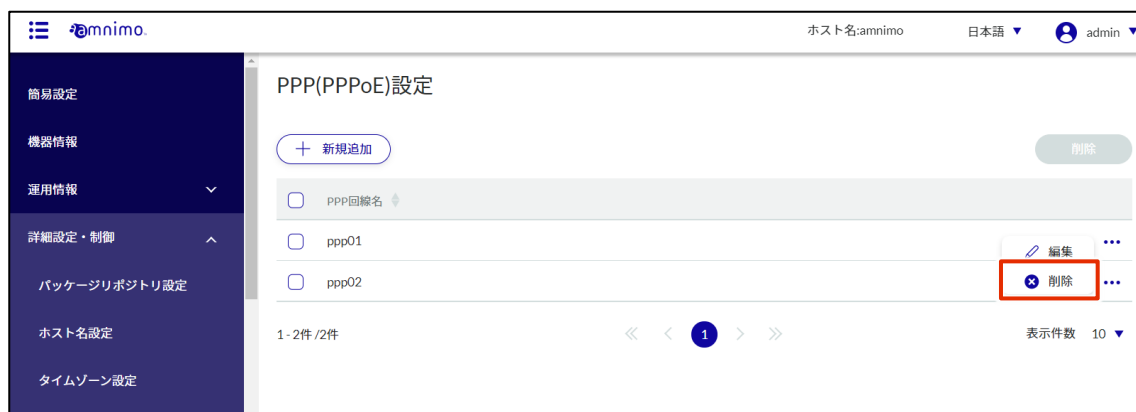 amnimo.
ホスト名:amnimo
日本語 ▼
admin ▼
簡易設定
機器情報
運用情報
詳細設定・制御
パッケージリポジトリ設定
ホスト名設定
タイムゾーン設定
PPP(PPPoE)設定
新規追加
削除
PPP回線名
ppp01
編集
ppp02
削除
1 - 2件 /2件
1
表示件数 10 ▼